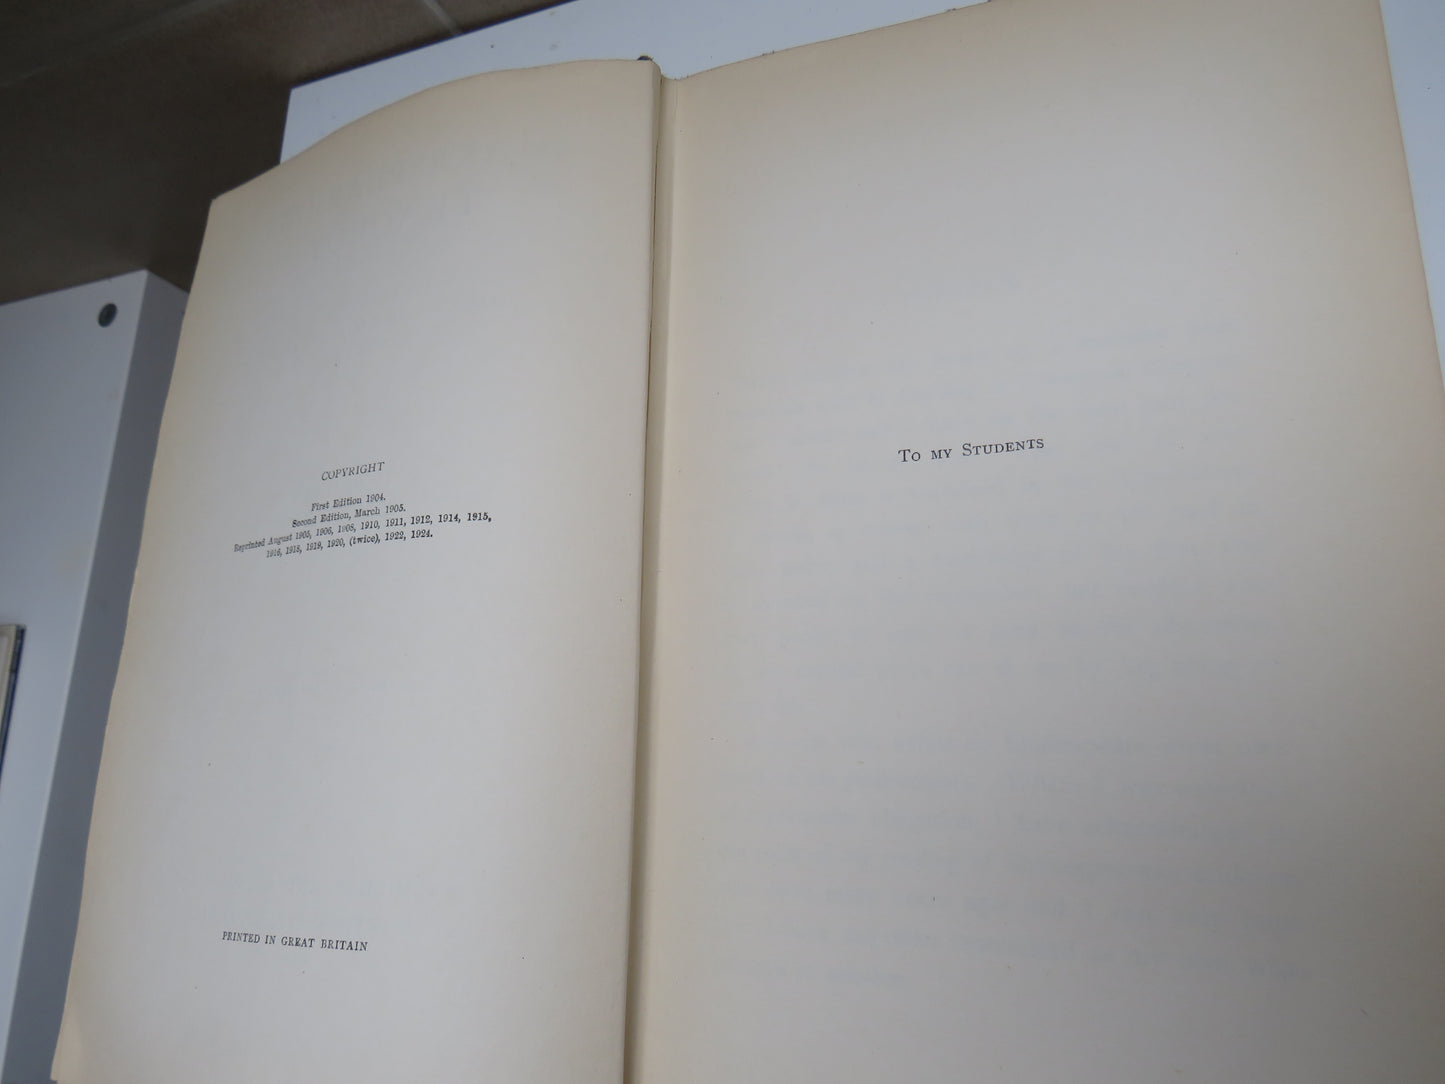 COPYRIGHT
First Edition 1904.
Second Edition, March 1905.
Reprinted August 1905, 1906, 1908, 1910, 1911, 1912, 1914, 1915,
1916, 1918, 1919, 1920, (twice), 1922, 1924.
PRINTED IN GREAT BRITAIN
To my Students